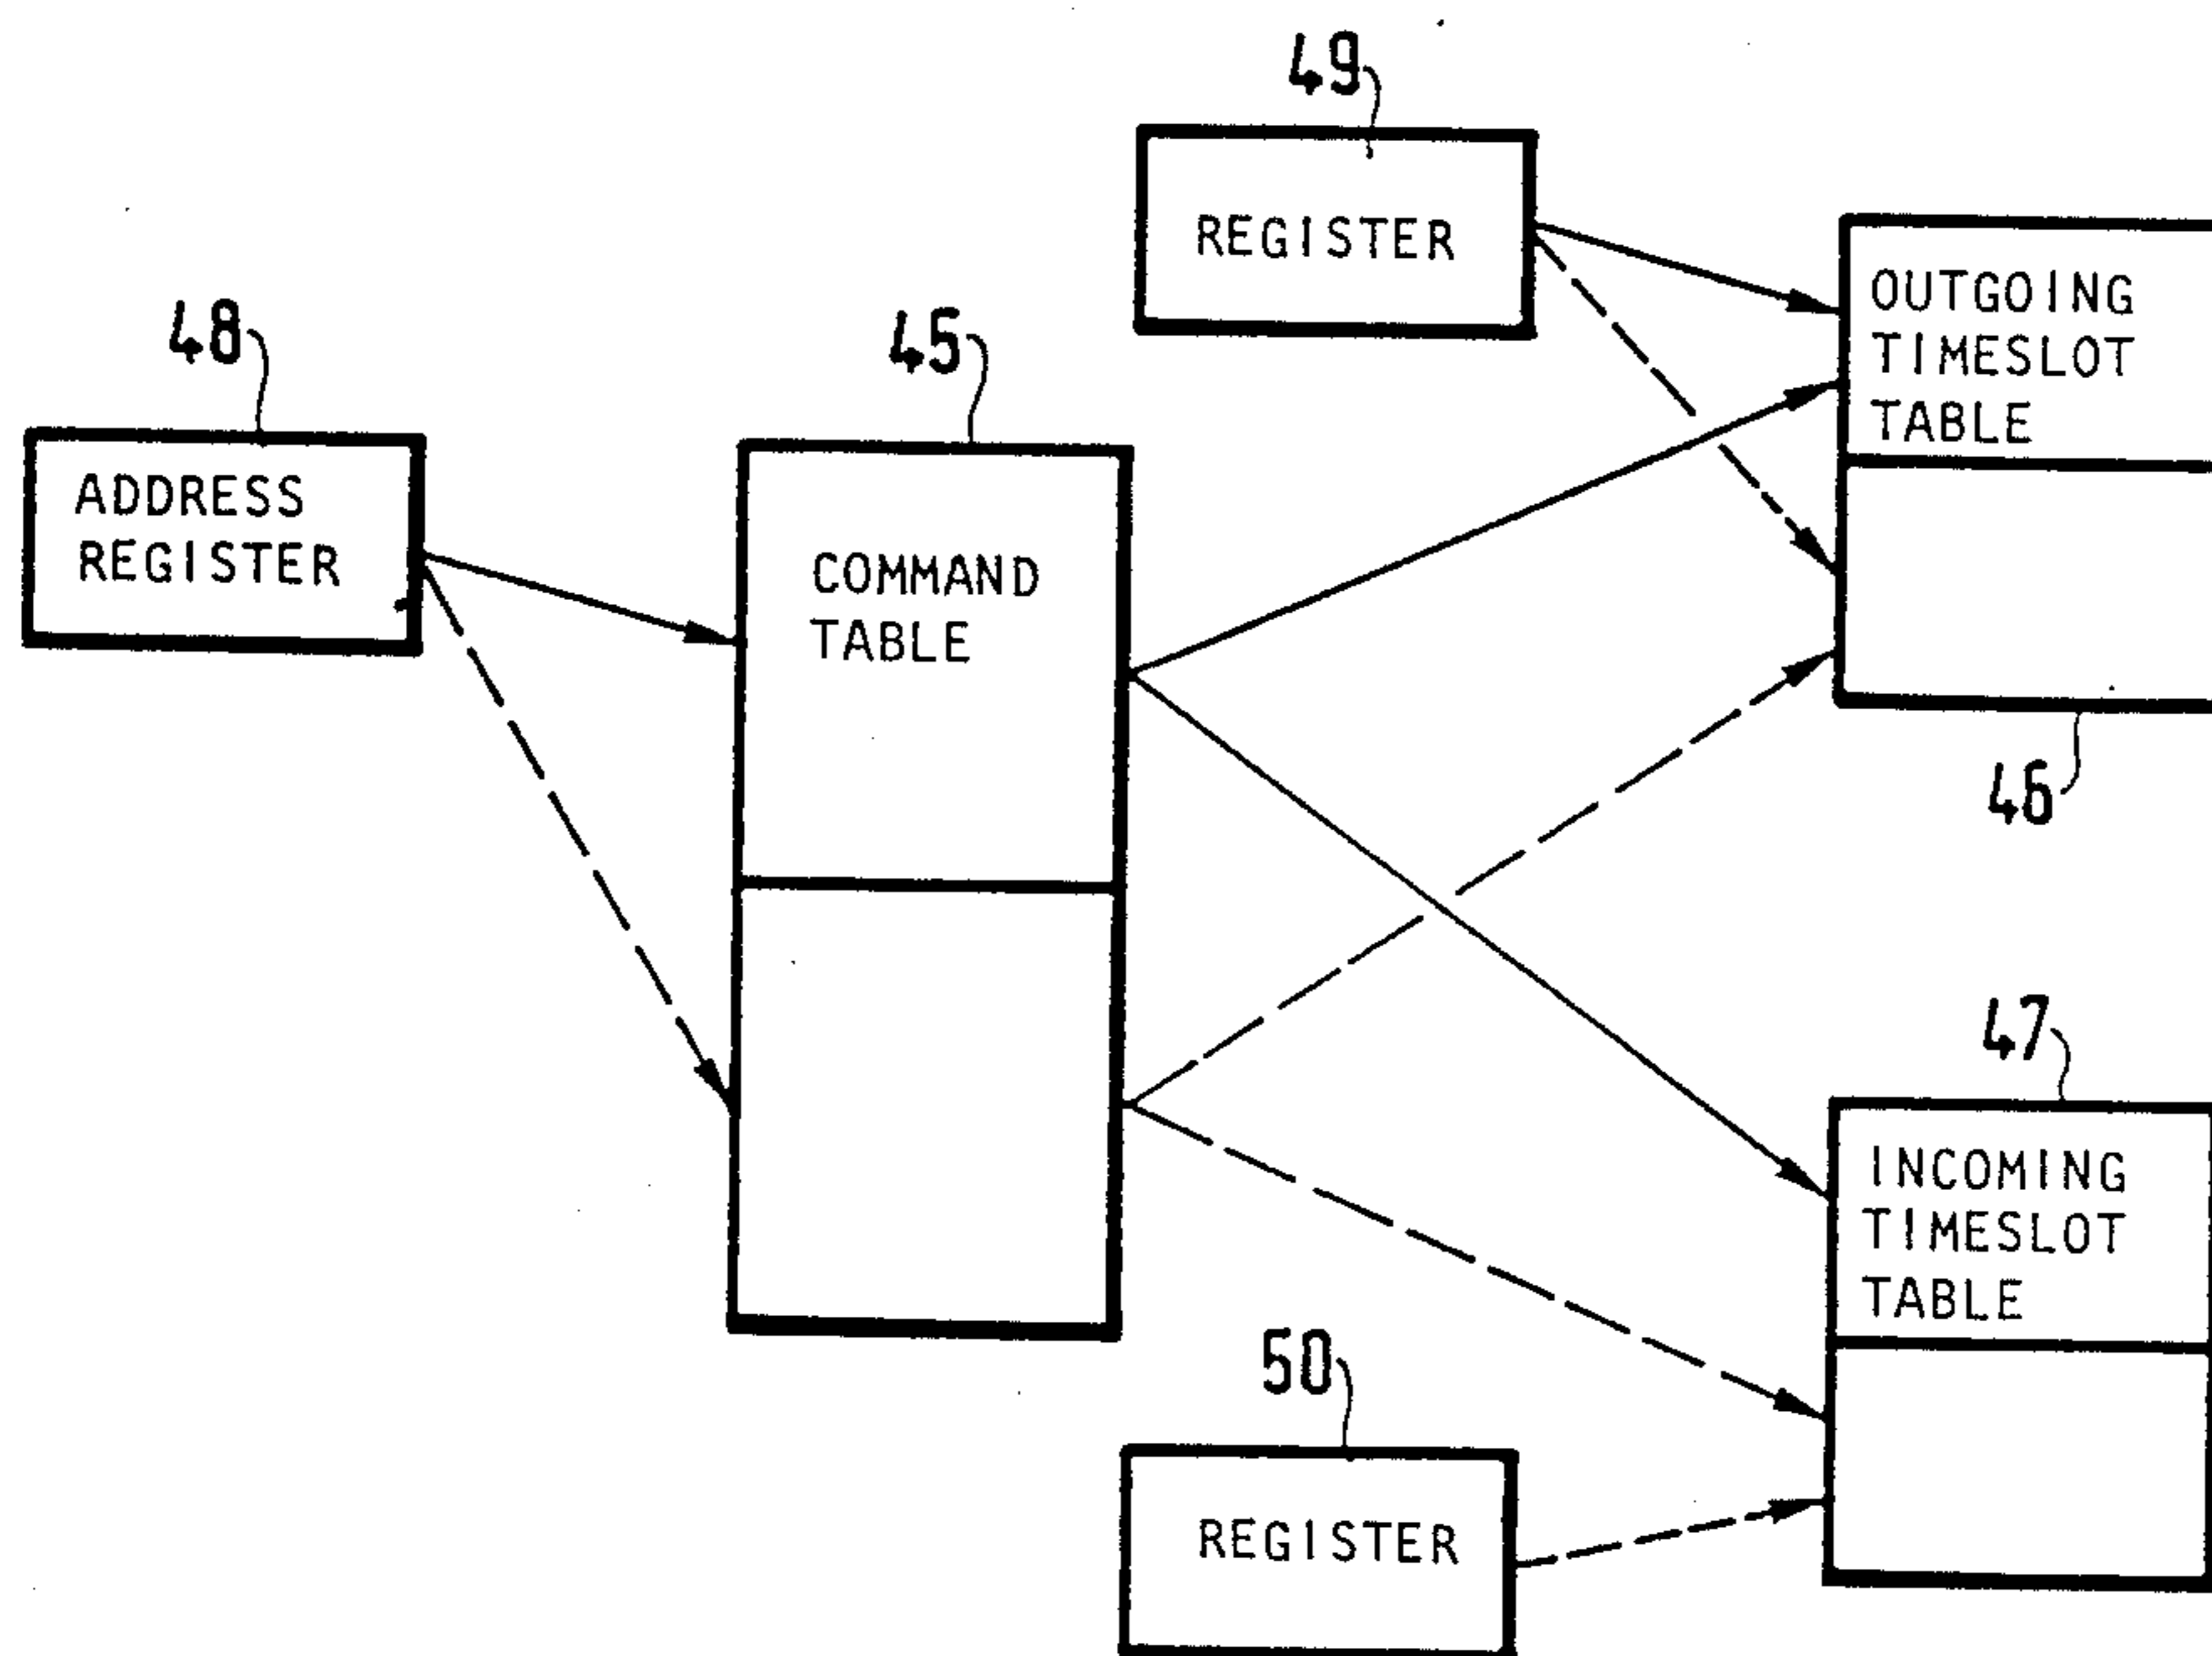 49
REGISTER
OUTGOING
TIMESLOT
TABLE
48
45
ADDRESS
REGISTER
COMMAND
TABLE
46
47
INCOMING
TIMESLOT
TABLE
50
REGISTER